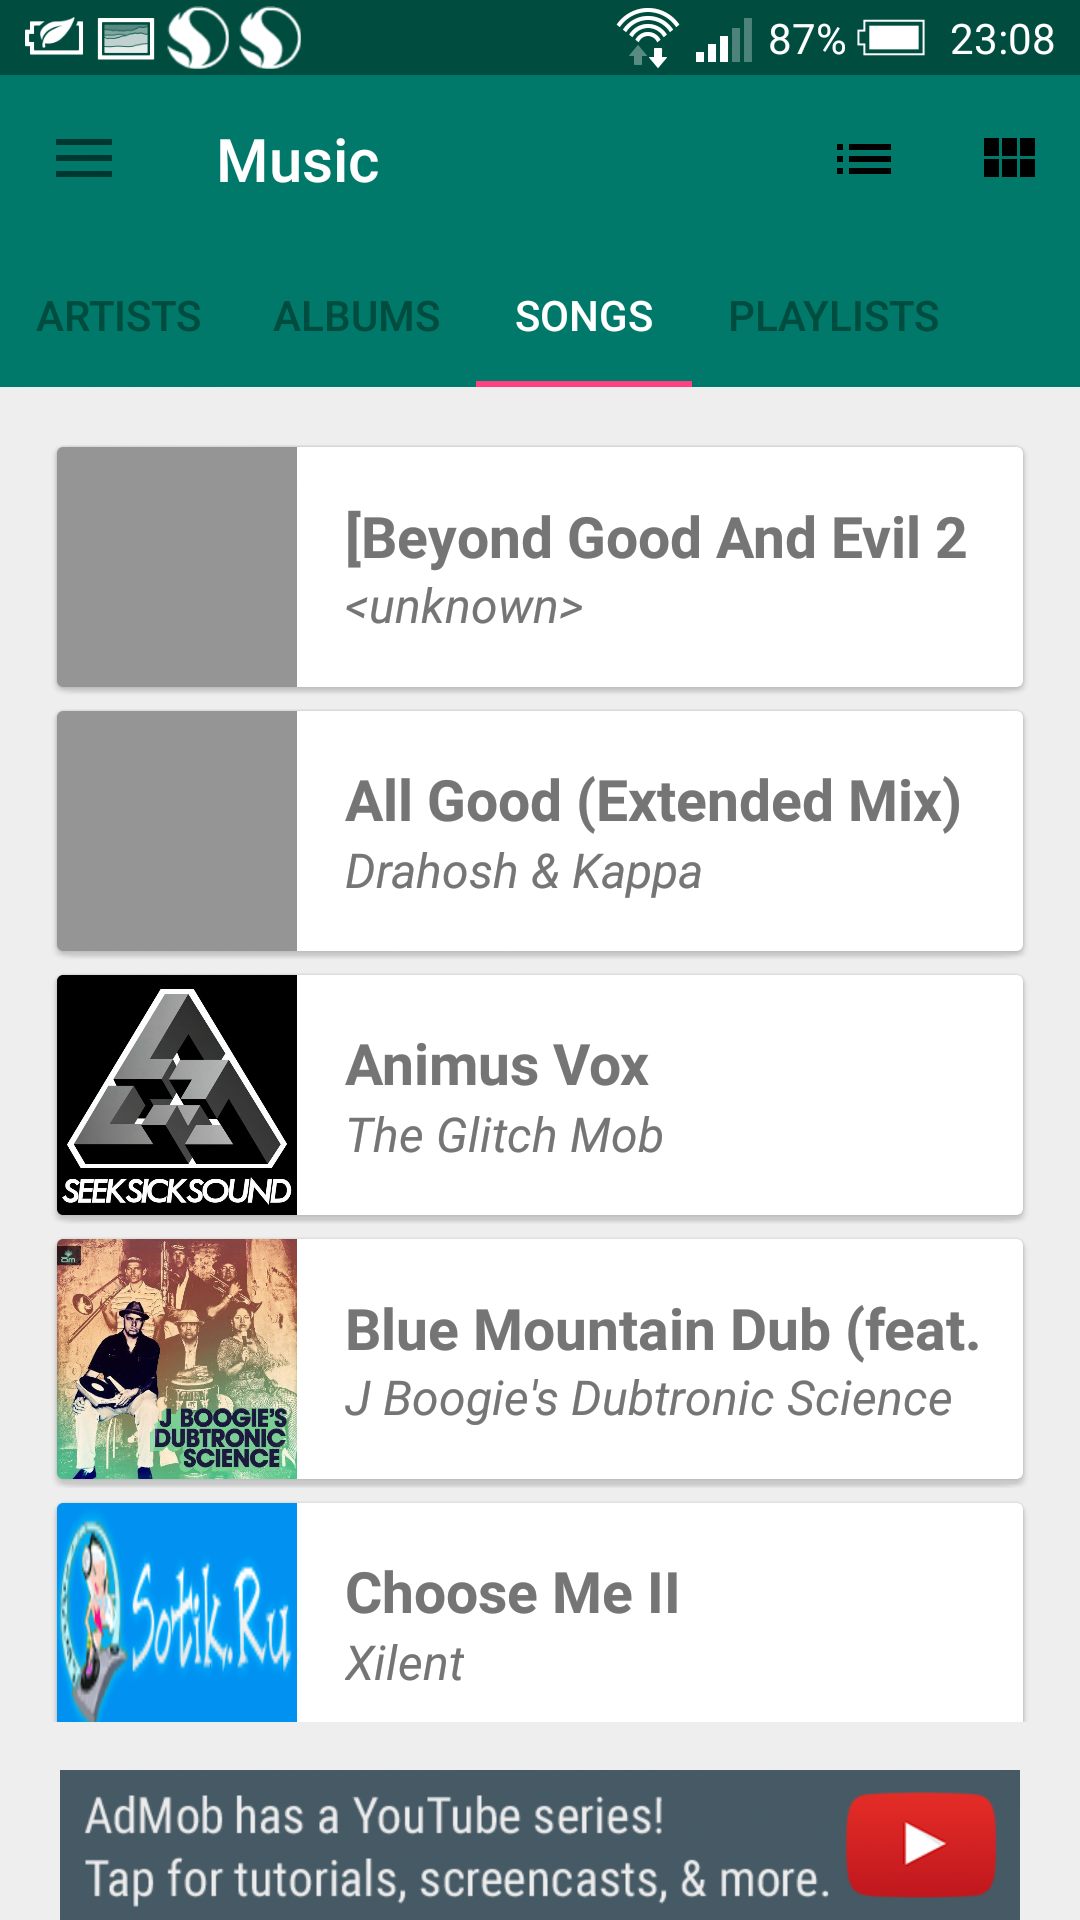 87% 23:08
Music
ARTISTS ALBUMS SONGS PLAYLISTS
[Beyond Good And Evil 2
<unknown>
All Good (Extended Mix)
Drahosh & Kappa
SEEKSICKSOUND
Animus Vox
The Glitch Mob
om
J BOOGIE'S
DUBTRONIC
SCIENCE
Blue Mountain Dub (feat.
J Boogie's Dubtronic Science
Sotik.Ru
Choose Me II
Xilent
AdMob has a YouTube series!
Tap for tutorials, screencasts, & more.